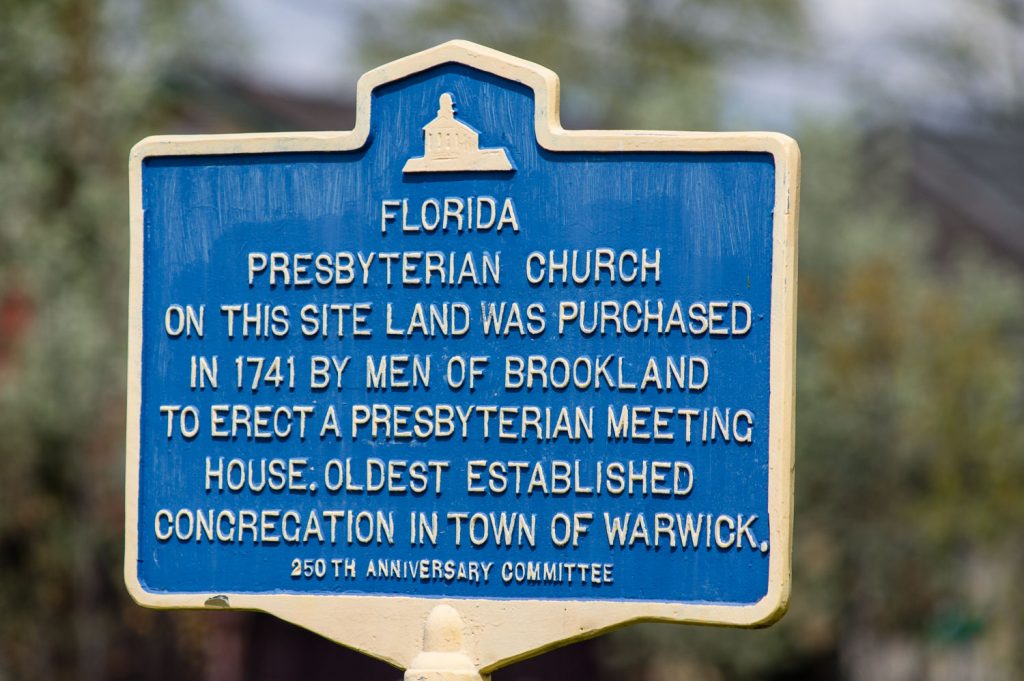 FLORIDA
PRESBYTERIAN CHURCH
ON THIS SITE LAND WAS PURCHASED
IN 1741 BY MEN OF BROOKLAND
TO ERECT A PRESBYTERIAN MEETING
HOUSE. OLDEST ESTABLISHED
CONGREGATION IN TOWN OF WARWICK.
250TH ANNIVERSARY COMMITTEE